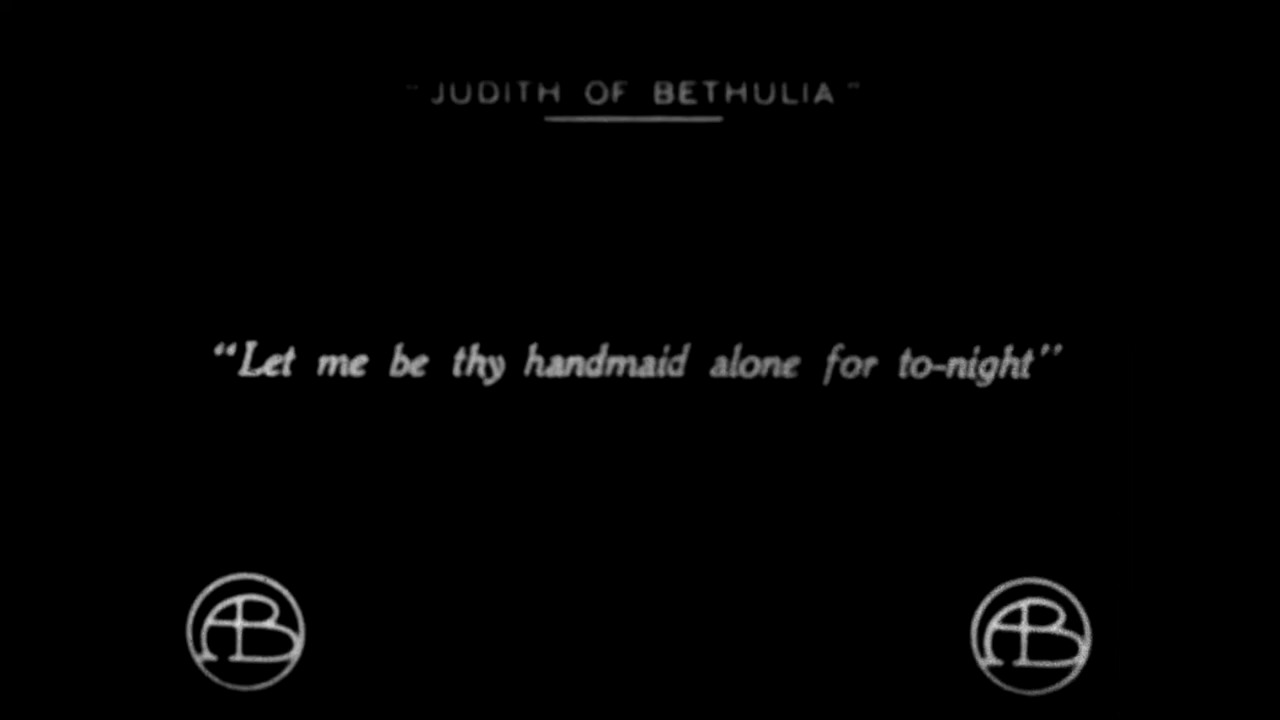 "JUDITH OF BETHULIA"
"Let me be thy handmaid alone for to-night"
AB AB